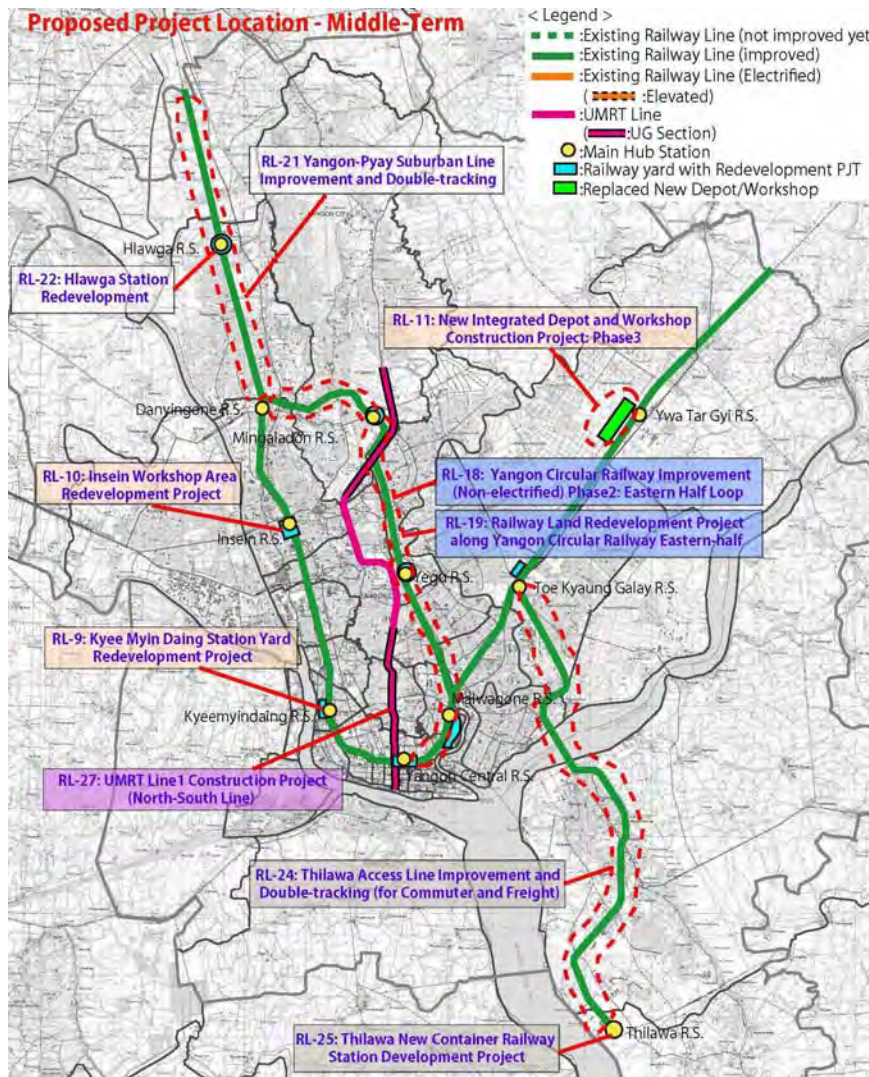 Proposed Project Location - Middle-Term
< Legend >
:Existing Railway Line (not improved yet)
:Existing Railway Line (improved)
:Existing Railway Line (Electrified)
( :Elevated)
:UMRT Line
( :UG Section)
:Main Hub Station
:Railway yard with Redevelopment PJT
:Replaced New Depot/Workshop
RL-21 Yangon-Pyay Suburban Line
Improvement and Double-tracking
Hlawga R.S.
RL-22: Hlawga Station
Redevelopment
RL-11: New Integrated Depot and Workshop
Construction Project: Phase3
Danyingone R.S.
Mingaladon R.S.
Ywa Tar Gyi R.S.
RL-10: Insein Workshop Area
Redevelopment Project
RL-18: Yangon Circular Railway Improvement
(Non-electrified) Phase2: Eastern Half Loop
RL-19: Railway Land Redevelopment Project
along Yangon Circular Railway Eastern-half
Insein R.S.
Yegu R.S.
Toe Kyaung Galay R.S.
RL-9: Kyee Myin Daing Station Yard
Redevelopment Project
Malwagone R.S.
Kyeemyindaing R.S.
Yangon Central R.S.
RL-27: UMRT Line1 Construction Project
(North-South Line)
RL-24: Thilawa Access Line Improvement and
Double-tracking (for Commuter and Freight)
Thilawa R.S.
RL-25: Thilawa New Container Railway
Station Development Project